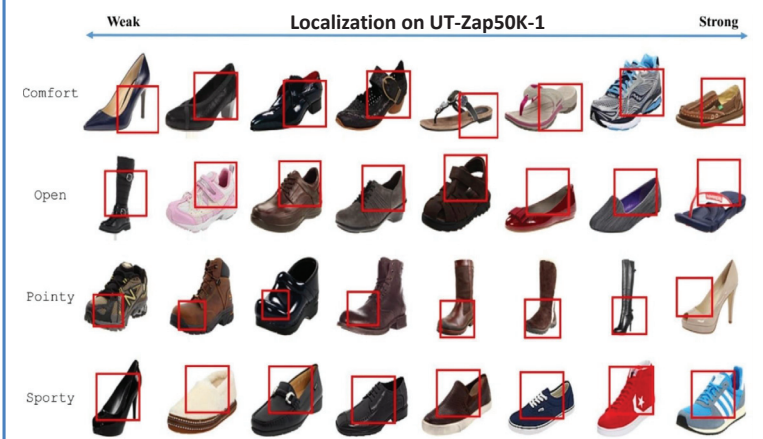 Weak
Localization on UT-Zap50K-1
Strong
Comfort
Open
Pointy
Sporty